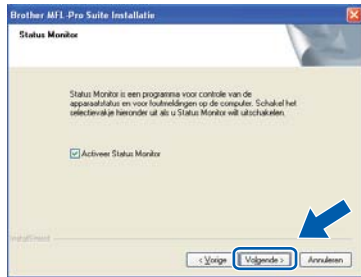 Brother MFL-Pro Suite Installatie
Status Monitor
Status Monitor is een programma voor controle van de
apparaatstatus en voor foutmeldingen op de computer. Schakel het
selectievakje hieronder uit als u Status Monitor wilt uitschakelen.
Activeer Status Monitor
InstallShield
< Vorige
Volgende >
Annuleren